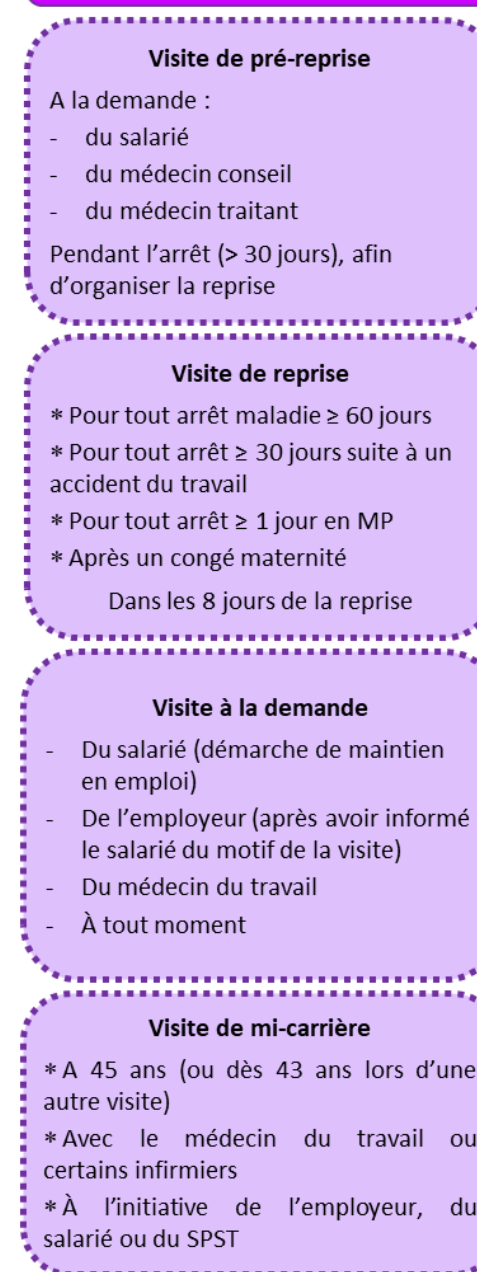 Visite de pré-reprise
A la demande :
- du salarié
- du médecin conseil
- du médecin traitant
Pendant l’arrêt (> 30 jours), afin
d’organiser la reprise
Visite de reprise
* Pour tout arrêt maladie ≥ 60 jours
* Pour tout arrêt ≥ 30 jours suite à un
accident du travail
* Pour tout arrêt ≥ 1 jour en MP
* Après un congé maternité
Dans les 8 jours de la reprise
Visite à la demande
- Du salarié (démarche de maintien
en emploi)
- De l’employeur (après avoir informé
le salarié du motif de la visite)
- Du médecin du travail
- À tout moment
Visite de mi-carrière
* A 45 ans (ou dès 43 ans lors d’une
autre visite)
* Avec le médecin du travail ou
certains infirmiers
* À l’initiative de l’employeur, du
salarié ou du SPST